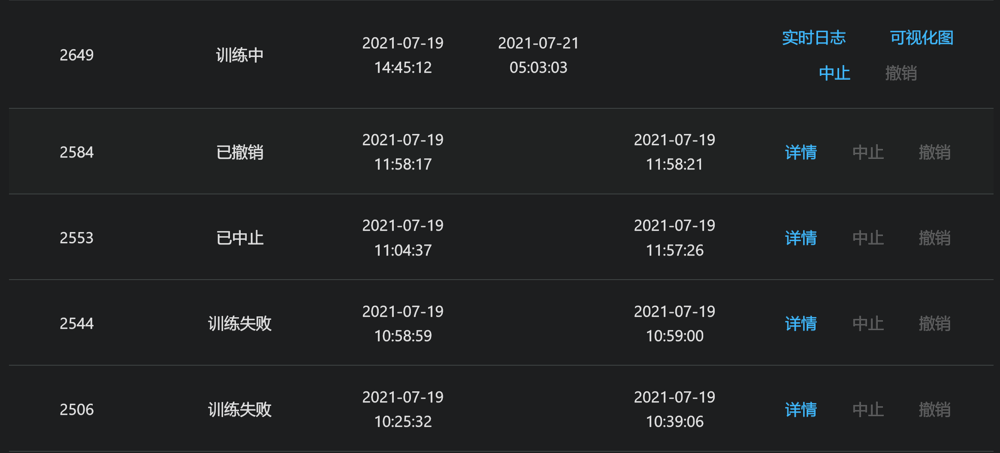 2649 训练中 2021-07-19 14:45:12 2021-07-21 05:03:03 实时日志 可视化图 中止 撤销
2584 已撤销 2021-07-19 11:58:17 2021-07-19 11:58:21 详情 中止 撤销
2553 已中止 2021-07-19 11:04:37 2021-07-19 11:57:26 详情 中止 撤销
2544 训练失败 2021-07-19 10:58:59 2021-07-19 10:59:00 详情 中止 撤销
2506 训练失败 2021-07-19 10:25:32 2021-07-19 10:39:06 详情 中止 撤销